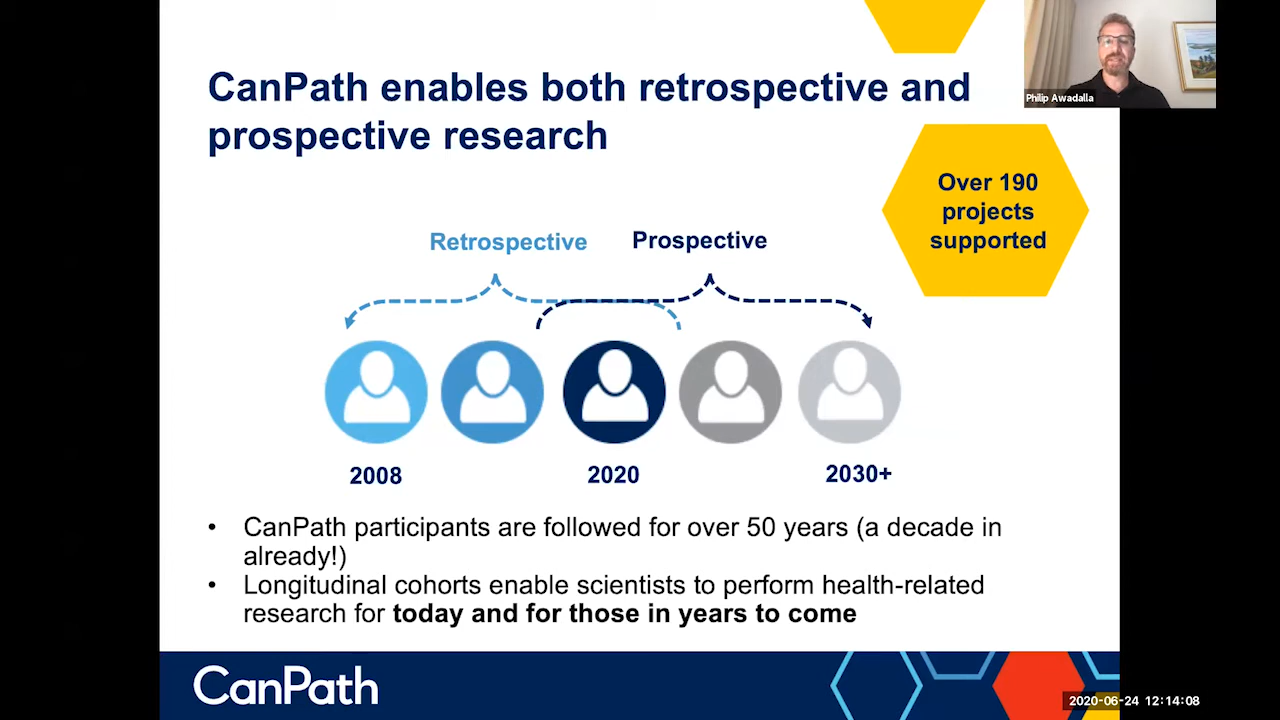 CanPath enables both retrospective and
prospective research
Philip Awadalla
Over 190
projects
supported
Retrospective
Prospective
2008
2020
2030+
• CanPath participants are followed for over 50 years (a decade in
already!)
• Longitudinal cohorts enable scientists to perform health-related
research for today and for those in years to come
CanPath
2020-06-24 12:14:08